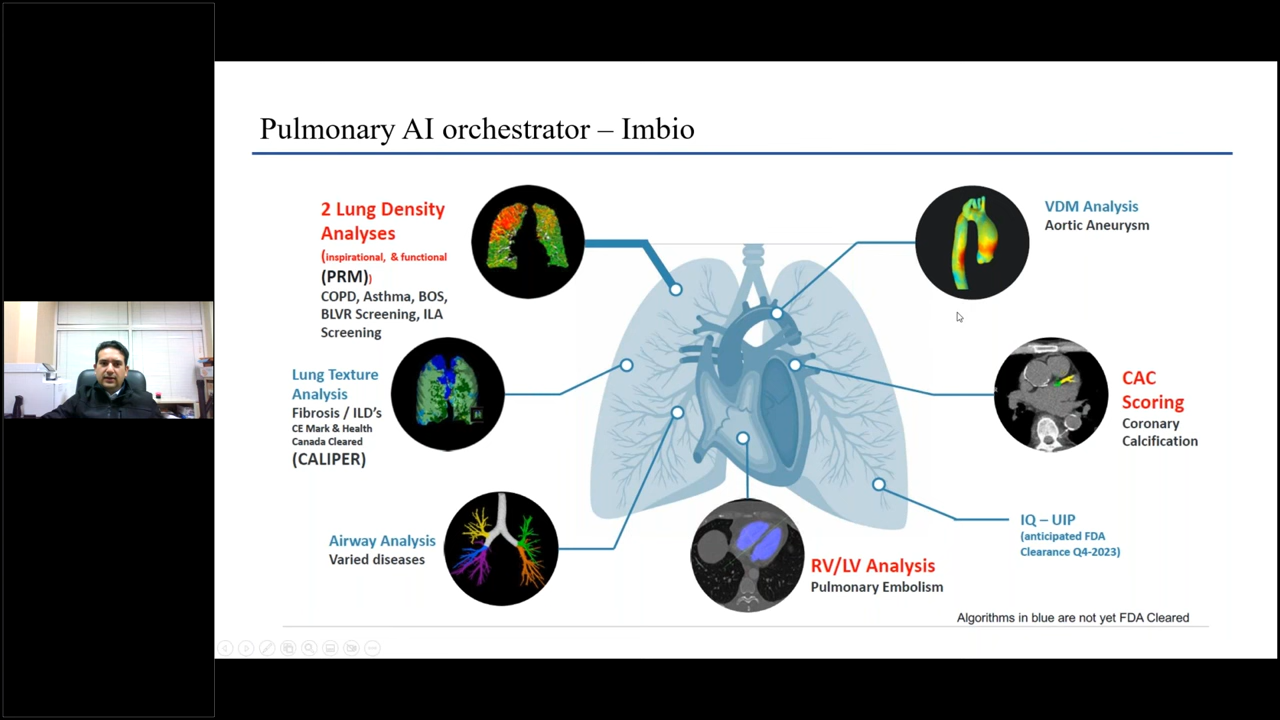 Pulmonary AI orchestrator – Imbio
2 Lung Density
Analyses
(inspirational, & functional
(PRM))
COPD, Asthma, BOS,
BLVR Screening, ILA
Screening
Lung Texture
Analysis
Fibrosis / ILD's
CE Mark & Health
Canada Cleared
(CALIPER)
Airway Analysis
Varied diseases
VDM Analysis
Aortic Aneurysm
CAC
Scoring
Coronary
Calcification
IQ – UIP
(anticipated FDA
Clearance Q4-2023)
RV/LV Analysis
Pulmonary Embolism
Algorithms in blue are not yet FDA Cleared